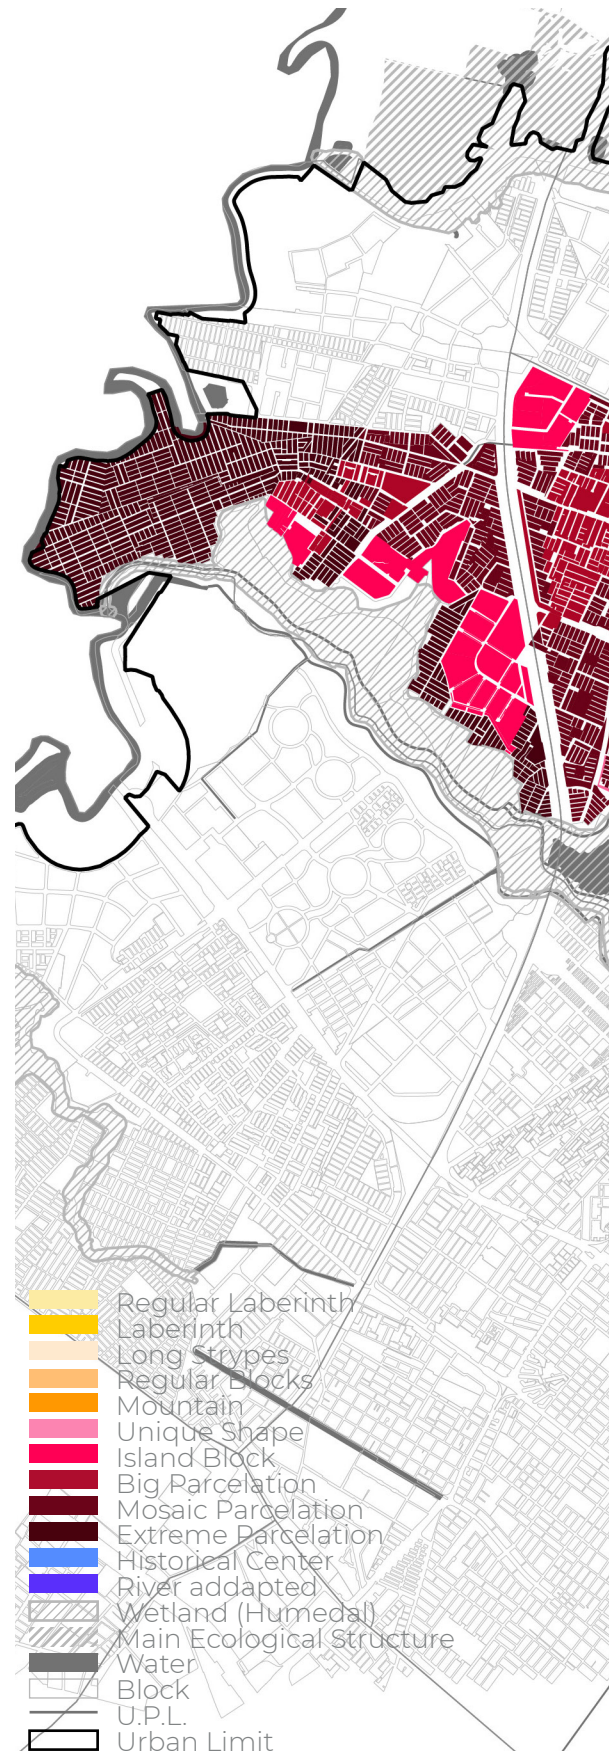 Regular Laberinth
Laberinth
Long Strypes
Regular Blocks
Mountain
Unique Shape
Island Block
Big Parcelation
Mosaic Parcelation
Extreme Parcelation
Historical Center
River addapted
Wetland (Humedal)
Main Ecological Structure
Water
Block
U.P.L.
Urban Limit